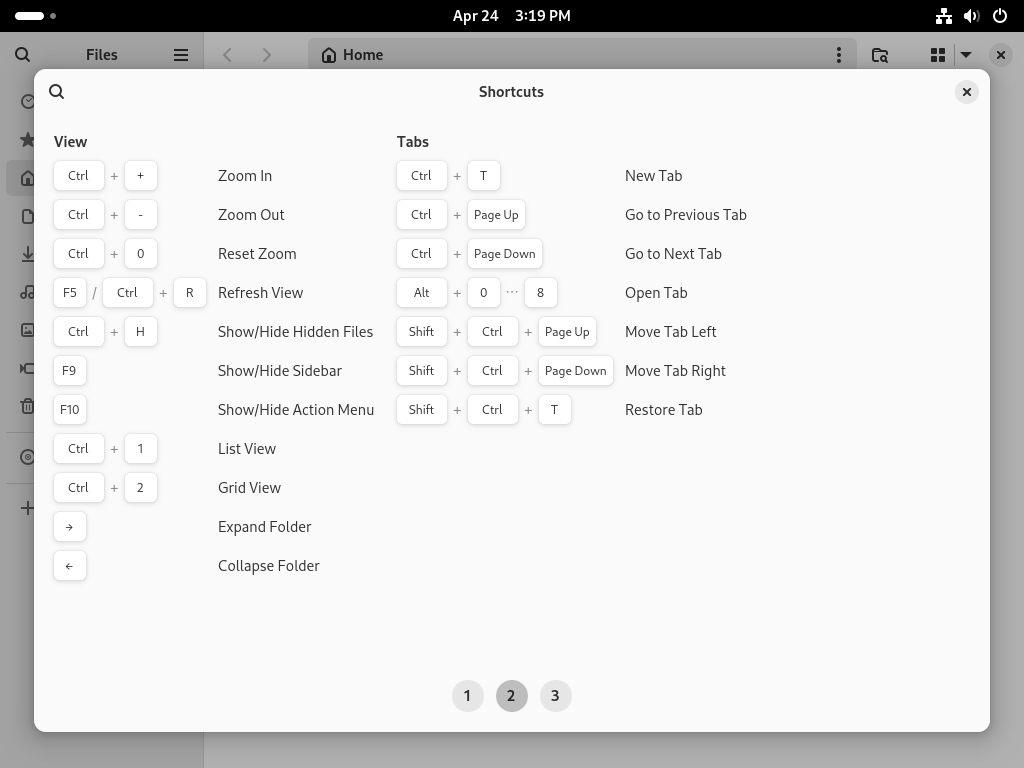 Apr 24 3:19 PM
Files
Home
Shortcuts
View
Ctrl + + Zoom In
Ctrl + - Zoom Out
Ctrl + 0 Reset Zoom
F5 / Ctrl + R Refresh View
Ctrl + H Show/Hide Hidden Files
F9 Show/Hide Sidebar
F10 Show/Hide Action Menu
Ctrl + 1 List View
Ctrl + 2 Grid View
→ Expand Folder
← Collapse Folder
Tabs
Ctrl + T New Tab
Ctrl + Page Up Go to Previous Tab
Ctrl + Page Down Go to Next Tab
Alt + 0 ⋯ 8 Open Tab
Shift + Ctrl + Page Up Move Tab Left
Shift + Ctrl + Page Down Move Tab Right
Shift + Ctrl + T Restore Tab
1 2 3